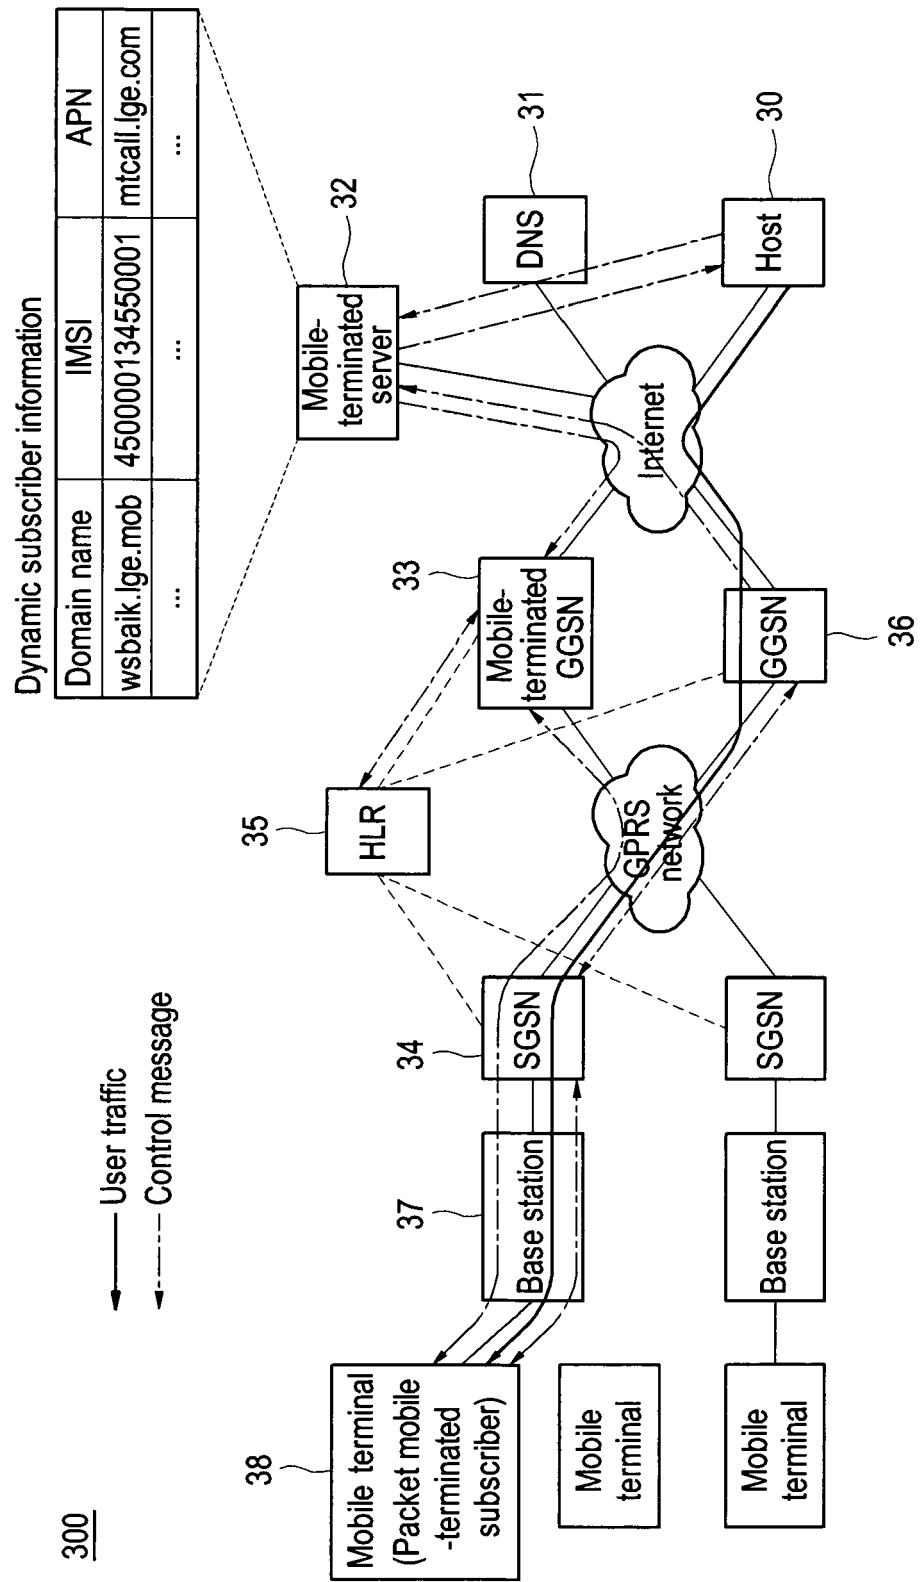 300
User traffic
Control message
Dynamic subscriber information
Domain name IMSI APN
wsbaik.lge.mob 450000134550001 mtcall.lge.com
... ... ...
38
Mobile terminal
(Packet mobile
-terminated
subscriber)
37
Base station
34
SGSN
35
HLR
33
Mobile-
terminated
GGSN
32
Mobile-
terminated
server
31
DNS
Mobile
terminal
GPRS
network
Internet
Mobile
terminal
Base station
SGSN
GGSN
36
Host
30